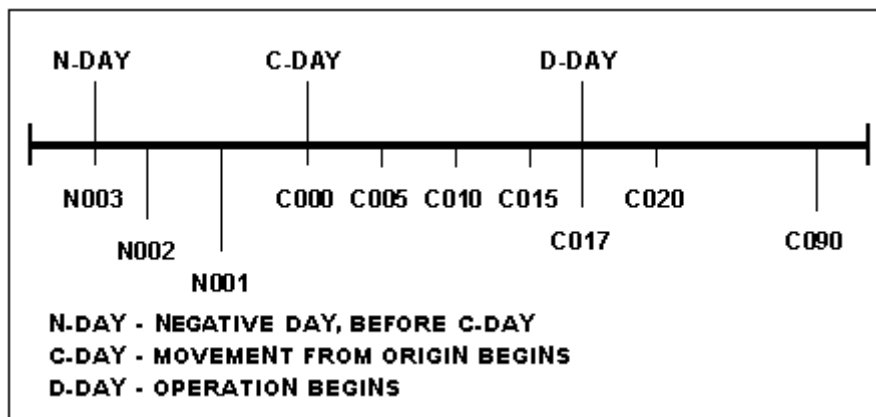 N-DAY C-DAY D-DAY
N003 C000 C005 C010 C015 C020
N002 C017 C090
N001
N-DAY - NEGATIVE DAY, BEFORE C-DAY
C-DAY - MOVEMENT FROM ORIGIN BEGINS
D-DAY - OPERATION BEGINS